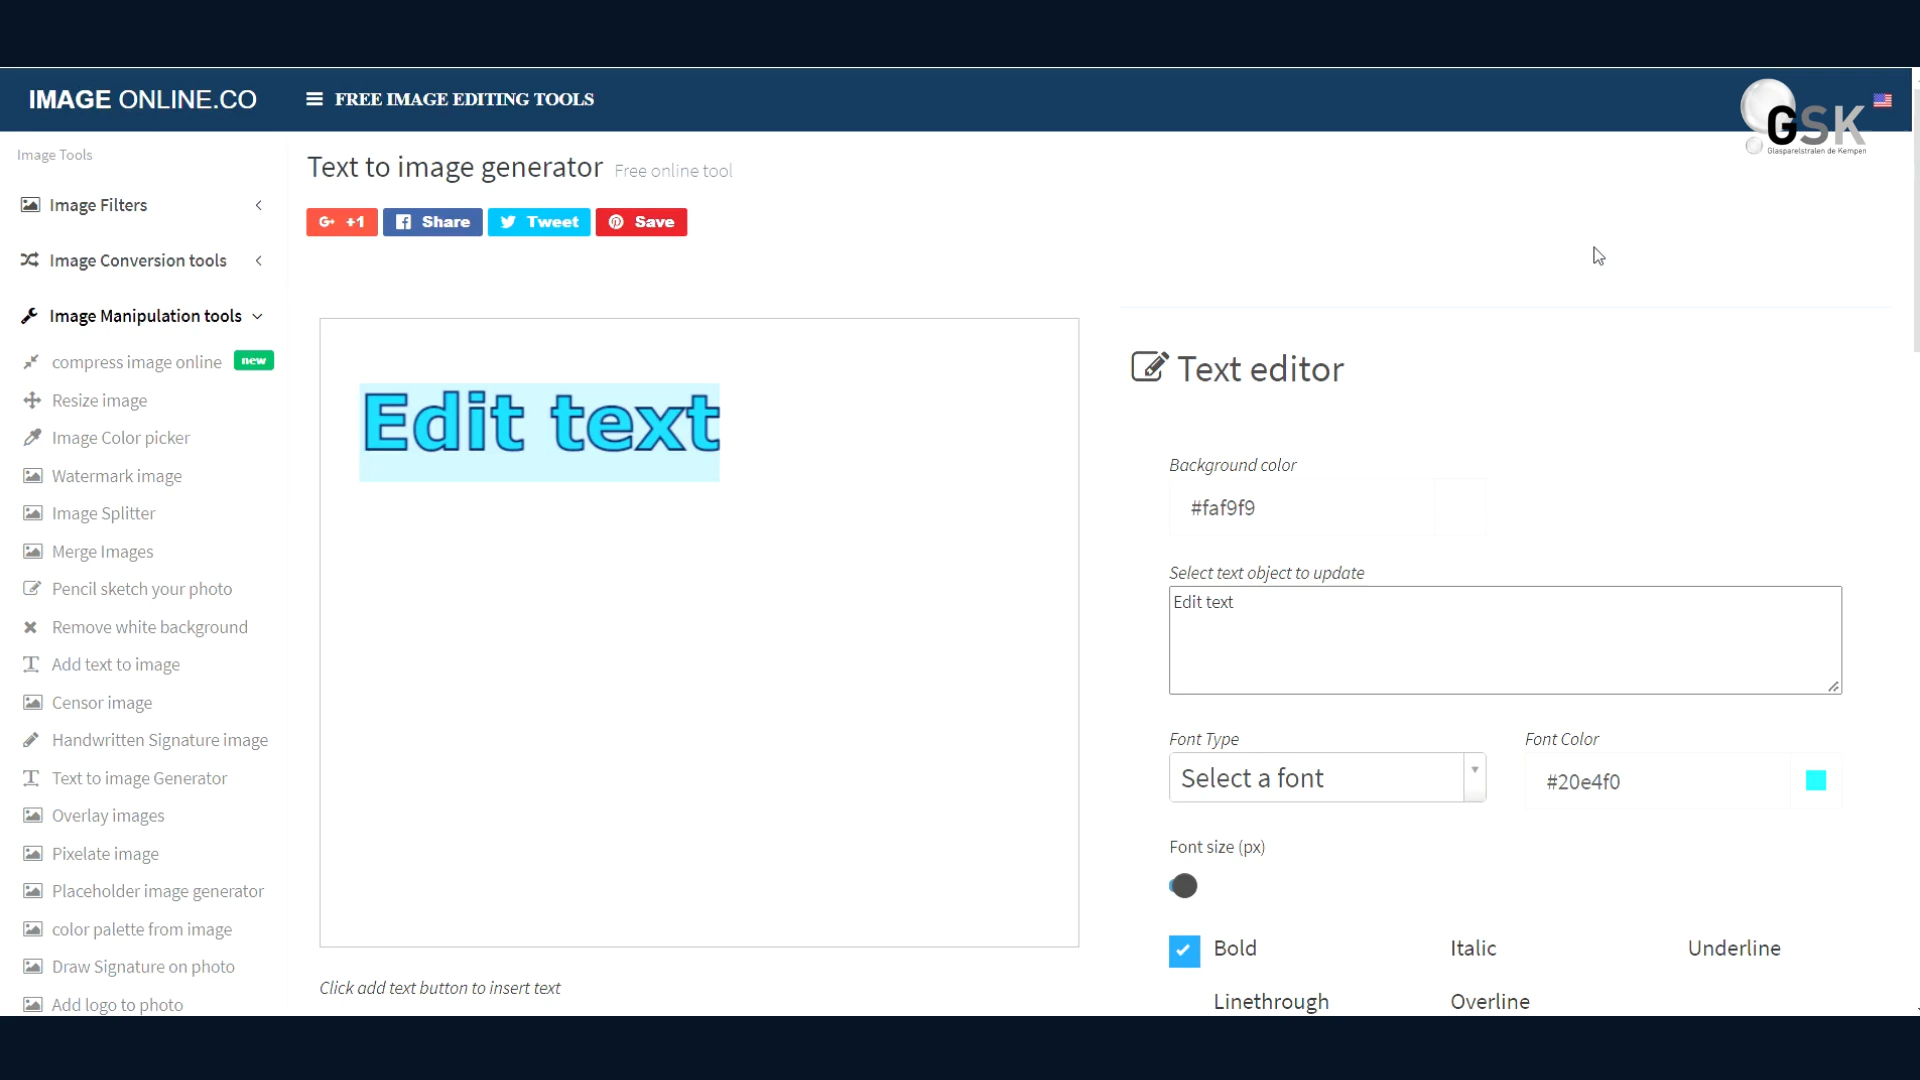 IMAGE ONLINE.CO
FREE IMAGE EDITING TOOLS
GSK
Glasparelstralen de Kempen
Image Tools
Image Filters
Image Conversion tools
Image Manipulation tools
compress image online new
Resize image
Image Color picker
Watermark image
Image Splitter
Merge Images
Pencil sketch your photo
Remove white background
Add text to image
Censor image
Handwritten Signature image
Text to image Generator
Overlay images
Pixelate image
Placeholder image generator
color palette from image
Draw Signature on photo
Add logo to photo
Text to image generator Free online tool
G+ +1 Share Tweet Save
Edit text
Click add text button to insert text
Text editor
Background color
#faf9f9
Select text object to update
Edit text
Font Type
Select a font
Font Color
#20e4f0
Font size (px)
Bold Italic Underline
Linethrough Overline